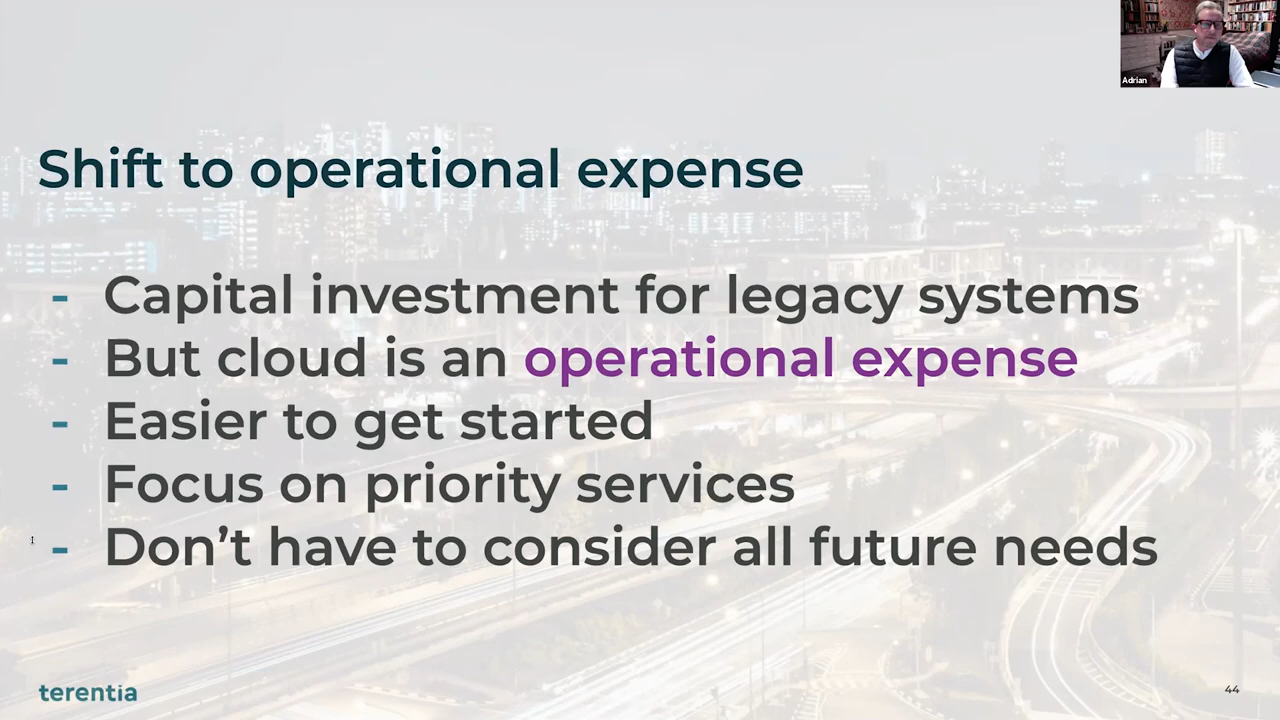 Adrian
Shift to operational expense
- Capital investment for legacy systems
- But cloud is an operational expense
- Easier to get started
- Focus on priority services
- Don’t have to consider all future needs
terentia
44